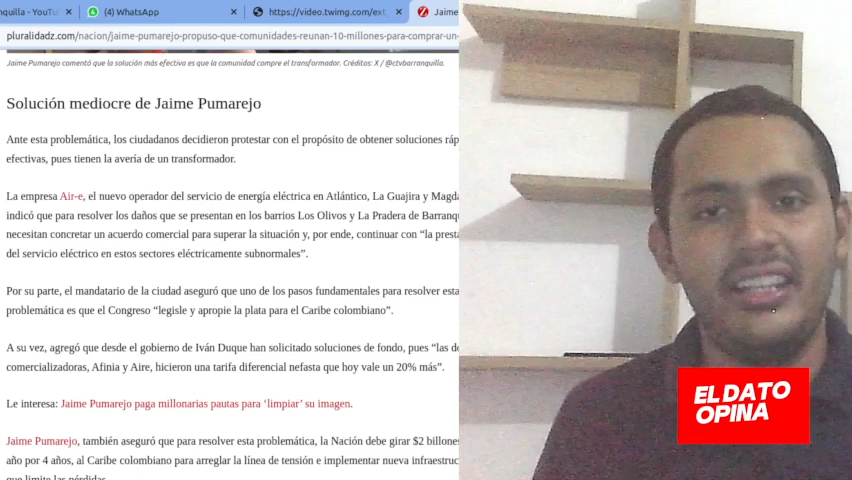 nquilla - YouTu
(4) WhatsApp
https://video.twimg.com/ext
Jaime
pluralidadz.com/nacion/jaime-pumarejo-propuso-que-comunidades-reunan-10-millones-para-comprar-un-
Jaime Pumarejo comentó que la solución más efectiva es que la comunidad compre el transformador. Créditos: X / @ctvbarranquilla.
Solución mediocre de Jaime Pumarejo
Ante esta problemática, los ciudadanos decidieron protestar con el propósito de obtener soluciones ráp
efectivas, pues tienen la avería de un transformador.
La empresa Air-e, el nuevo operador del servicio de energía eléctrica en Atlántico, La Guajira y Magda
indicó que para resolver los daños que se presentan en los barrios Los Olivos y La Pradera de Barranqu
necesitan concretar un acuerdo comercial para superar la situación y, por ende, continuar con “la presta
del servicio eléctrico en estos sectores eléctricamente subnormales”.
Por su parte, el mandatario de la ciudad aseguró que uno de los pasos fundamentales para resolver esta
problemática es que el Congreso “legisle y apropie la plata para el Caribe colombiano”.
A su vez, agregó que desde el gobierno de Iván Duque han solicitado soluciones de fondo, pues “las do
comercializadoras, Afinia y Aire, hicieron una tarifa diferencial nefasta que hoy vale un 20% más”.
Le interesa: Jaime Pumarejo paga millonarias pautas para ‘limpiar’ su imagen.
Jaime Pumarejo, también aseguró que para resolver esta problemática, la Nación debe girar $2 billones
año por 4 años, al Caribe colombiano para arreglar la línea de tensión e implementar nueva infraestruc
que limite las pérdidas.
EL DATO
OPINA